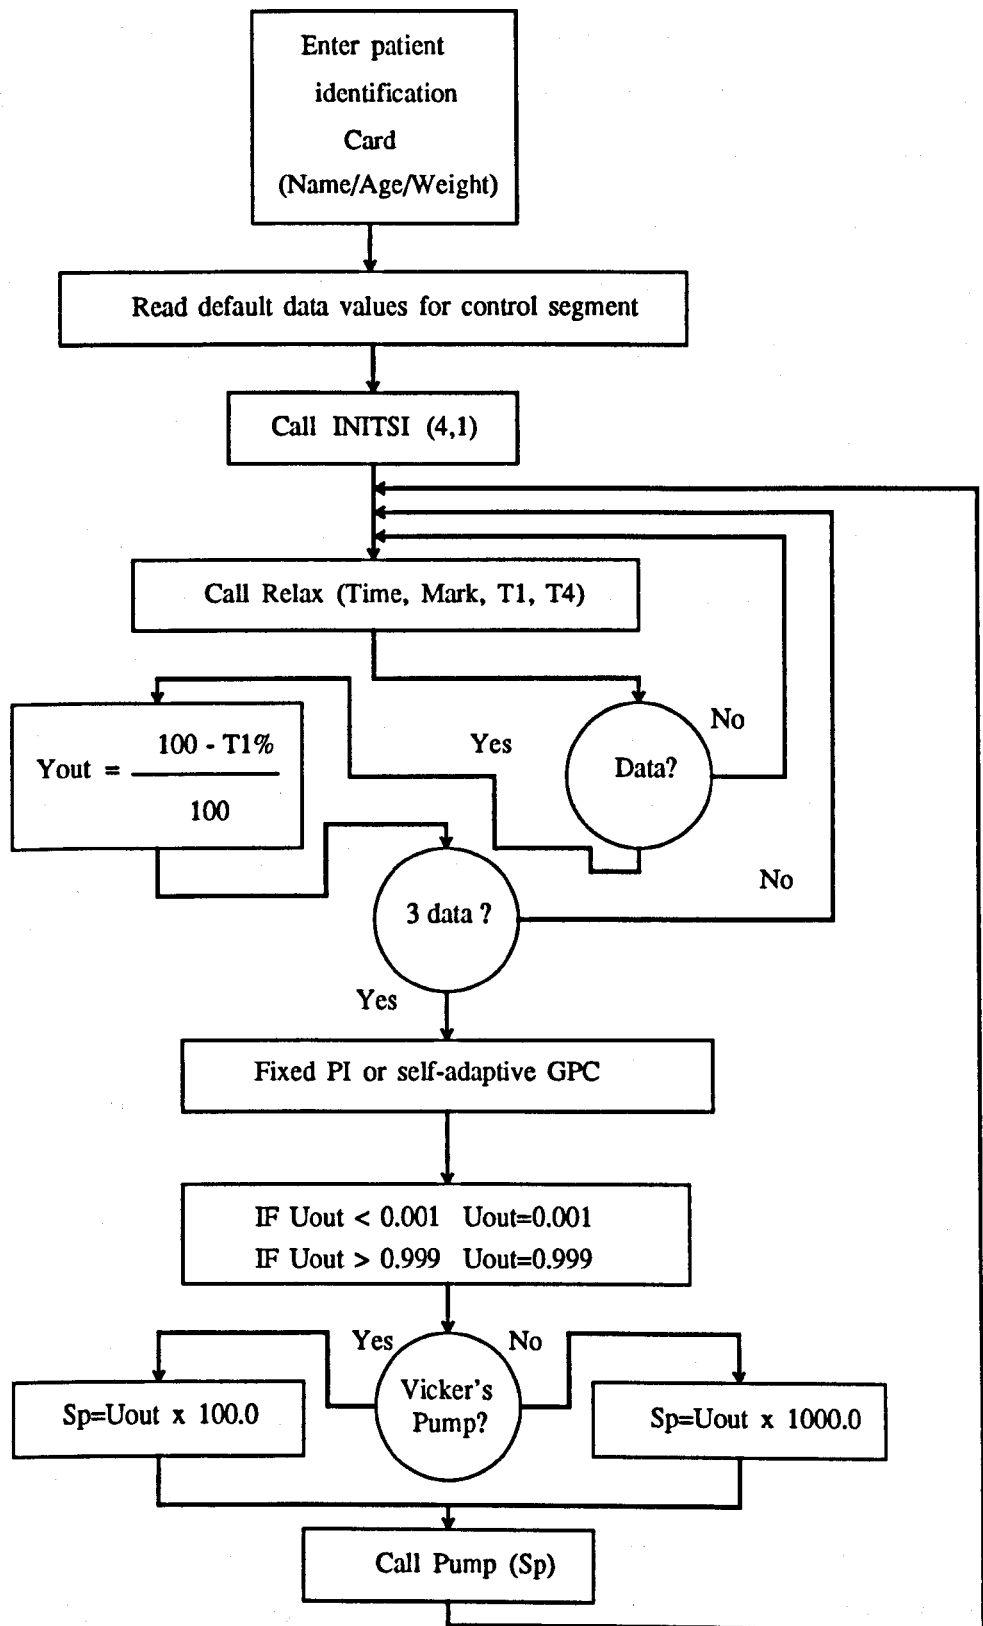 Enter patient
identification
Card
(Name/Age/Weight)
Read default data values for control segment
Call INITSI (4,1)
Call Relax (Time, Mark, T1, T4)
No
Yes
Data?
100 - T1%
Yout =
100
No
3 data ?
Yes
Fixed PI or self-adaptive GPC
IF Uout < 0.001 Uout=0.001
IF Uout > 0.999 Uout=0.999
Yes
No
Vicker's
Pump?
Sp=Uout x 100.0
Sp=Uout x 1000.0
Call Pump (Sp)